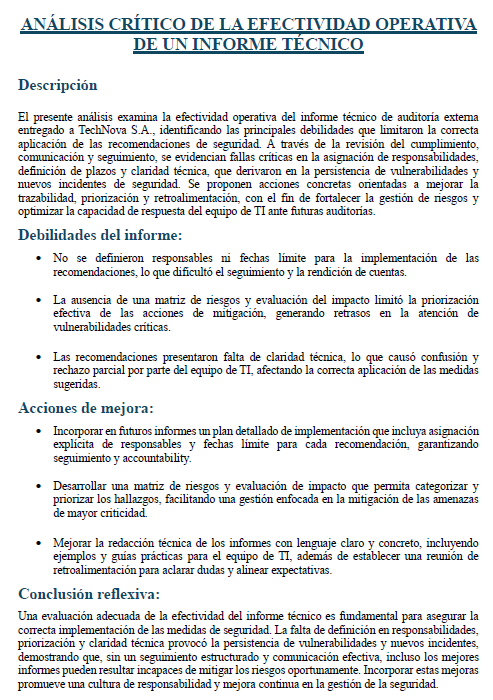 ANÁLISIS CRÍTICO DE LA EFECTIVIDAD OPERATIVA
DE UN INFORME TÉCNICO
Descripción
El presente análisis examina la efectividad operativa del informe técnico de auditoría externa
entregado a TechNova S.A., identificando las principales debilidades que limitaron la correcta
aplicación de las recomendaciones de seguridad. A través de la revisión del cumplimiento,
comunicación y seguimiento, se evidencian fallas críticas en la asignación de responsabilidades,
definición de plazos y claridad técnica, que derivaron en la persistencia de vulnerabilidades y
nuevos incidentes de seguridad. Se proponen acciones concretas orientadas a mejorar la
trazabilidad, priorización y retroalimentación, con el fin de fortalecer la gestión de riesgos y
optimizar la capacidad de respuesta del equipo de TI ante futuras auditorías.
Debilidades del informe:
• No se definieron responsables ni fechas límite para la implementación de las
recomendaciones, lo que dificultó el seguimiento y la rendición de cuentas.
• La ausencia de una matriz de riesgos y evaluación del impacto limitó la priorización
efectiva de las acciones de mitigación, generando retrasos en la atención de
vulnerabilidades críticas.
• Las recomendaciones presentaron falta de claridad técnica, lo que causó confusión y
rechazo parcial por parte del equipo de TI, afectando la correcta aplicación de las medidas
sugeridas.
Acciones de mejora:
• Incorporar en futuros informes un plan detallado de implementación que incluya asignación
explícita de responsables y fechas límite para cada recomendación, garantizando
seguimiento y accountability.
• Desarrollar una matriz de riesgos y evaluación de impacto que permita categorizar y
priorizar los hallazgos, facilitando una gestión enfocada en la mitigación de las amenazas
de mayor criticidad.
• Mejorar la redacción técnica de los informes con lenguaje claro y concreto, incluyendo
ejemplos y guías prácticas para el equipo de TI, además de establecer una reunión de
retroalimentación para aclarar dudas y alinear expectativas.
Conclusión reflexiva:
Una evaluación adecuada de la efectividad del informe técnico es fundamental para asegurar la
correcta implementación de las medidas de seguridad. La falta de definición en responsabilidades,
priorización y claridad técnica provocó la persistencia de vulnerabilidades y nuevos incidentes,
demostrando que, sin un seguimiento estructurado y comunicación efectiva, incluso los mejores
informes pueden resultar incapaces de mitigar los riesgos oportunamente. Incorporar estas mejoras
promueve una cultura de responsabilidad y mejora continua en la gestión de la seguridad.